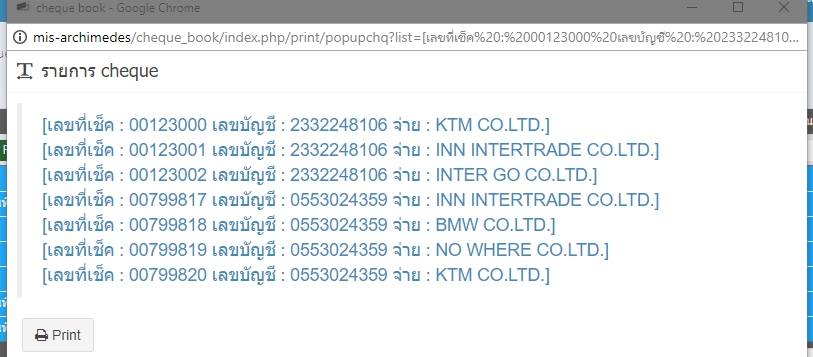 cheque book - Google Chrome
mis-archimedes/cheque_book/index.php/print/popupchq?list=[เลขที่เช็ค%20:%2000123000%20เลขบัญชี%20:%20233224810...
รายการ cheque
[เลขที่เช็ค : 00123000 เลขบัญชี : 2332248106 จ่าย : KTM CO.LTD.]
[เลขที่เช็ค : 00123001 เลขบัญชี : 2332248106 จ่าย : INN INTERTRADE CO.LTD.]
[เลขที่เช็ค : 00123002 เลขบัญชี : 2332248106 จ่าย : INTER GO CO.LTD.]
[เลขที่เช็ค : 00799817 เลขบัญชี : 0553024359 จ่าย : INN INTERTRADE CO.LTD.]
[เลขที่เช็ค : 00799818 เลขบัญชี : 0553024359 จ่าย : BMW CO.LTD.]
[เลขที่เช็ค : 00799819 เลขบัญชี : 0553024359 จ่าย : NO WHERE CO.LTD.]
[เลขที่เช็ค : 00799820 เลขบัญชี : 0553024359 จ่าย : KTM CO.LTD.]
Print